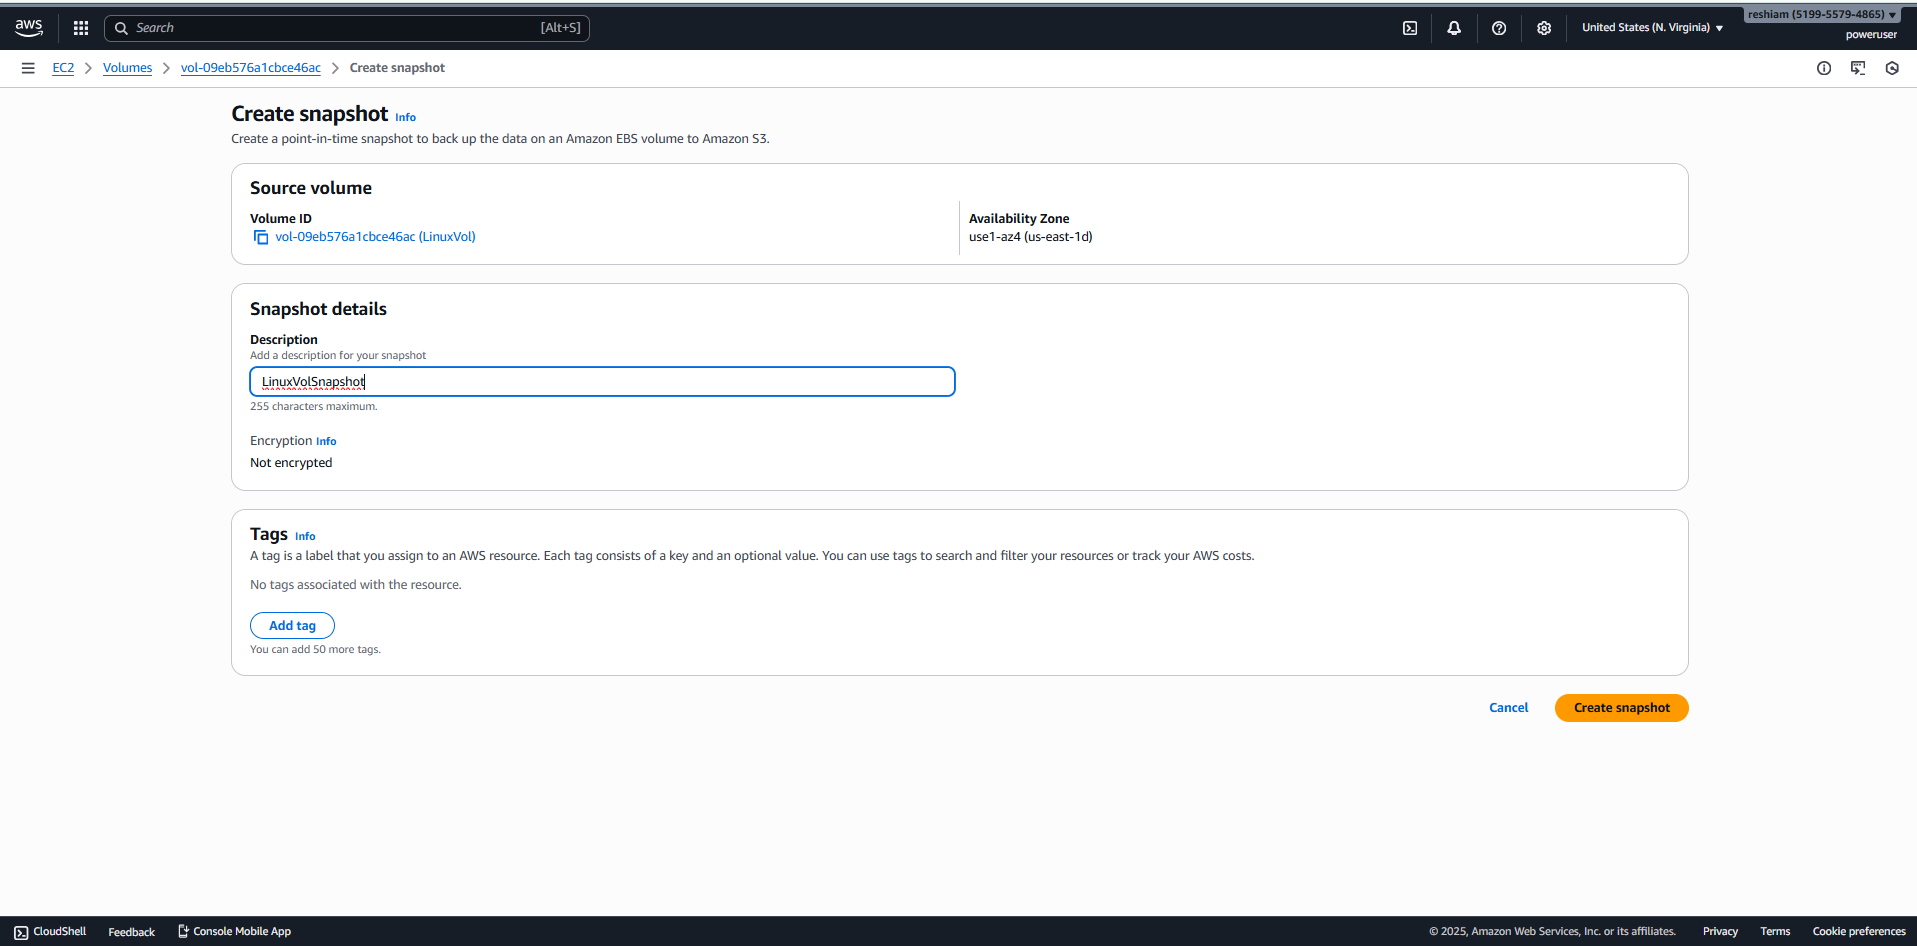 aws
Search [Alt+S]
United States (N. Virginia)
reshiam (5199-5579-4865)
poweruser
EC2 Volumes vol-09eb576a1cbce46ac Create snapshot
Create snapshot Info
Create a point-in-time snapshot to back up the data on an Amazon EBS volume to Amazon S3.
Source volume
Volume ID
vol-09eb576a1cbce46ac (LinuxVol)
Availability Zone
use1-az4 (us-east-1d)
Snapshot details
Description
Add a description for your snapshot
LinuxVolSnapshot
255 characters maximum.
Encryption Info
Not encrypted
Tags Info
A tag is a label that you assign to an AWS resource. Each tag consists of a key and an optional value. You can use tags to search and filter your resources or track your AWS costs.
No tags associated with the resource.
Add tag
You can add 50 more tags.
Cancel Create snapshot
CloudShell Feedback Console Mobile App © 2025, Amazon Web Services, Inc. or its affiliates. Privacy Terms Cookie preferences